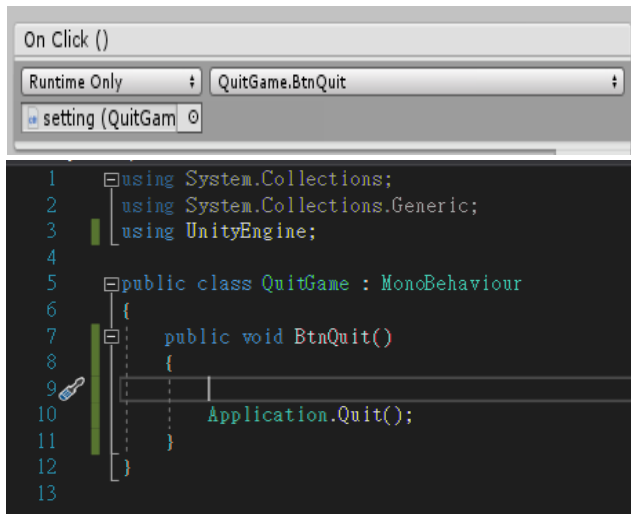 On Click ()
Runtime Only QuitGame.BtnQuit
setting (QuitGam
1 using System.Collections;
2 using System.Collections.Generic;
3 using UnityEngine;
4
5 public class QuitGame : MonoBehaviour
6 {
7 public void BtnQuit()
8 {
9
10 Application.Quit();
11 }
12 }
13